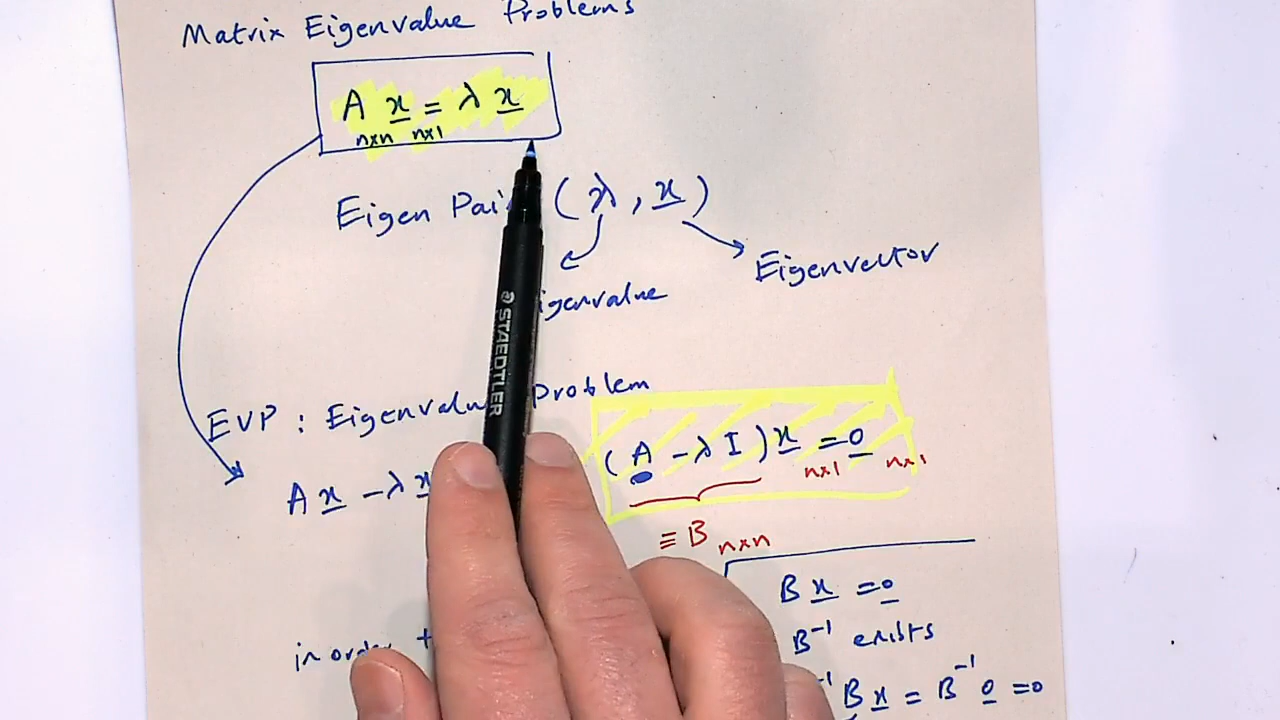 Matrix Eigenvalue Problems
A x = λ x
n×n n×1
Eigen Pai (λ, x)
Eigenvector
igenvalue
EVP : Eigenvalu Problem
(A - λ I) x = 0
n×1 n×1
A x - λ x
≡ B n×n
B x = 0
B⁻¹ exists
in order
B x = B⁻¹ 0 = 0
STAEDTLER